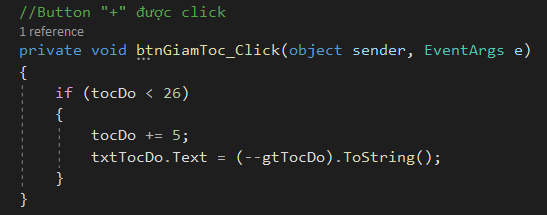 //Button "+" được click
1 reference
private void btnGiamToc_Click(object sender, EventArgs e)
{
    if (tocDo < 26)
    {
        tocDo += 5;
        txtTocDo.Text = (--gtTocDo).ToString();
    }
}